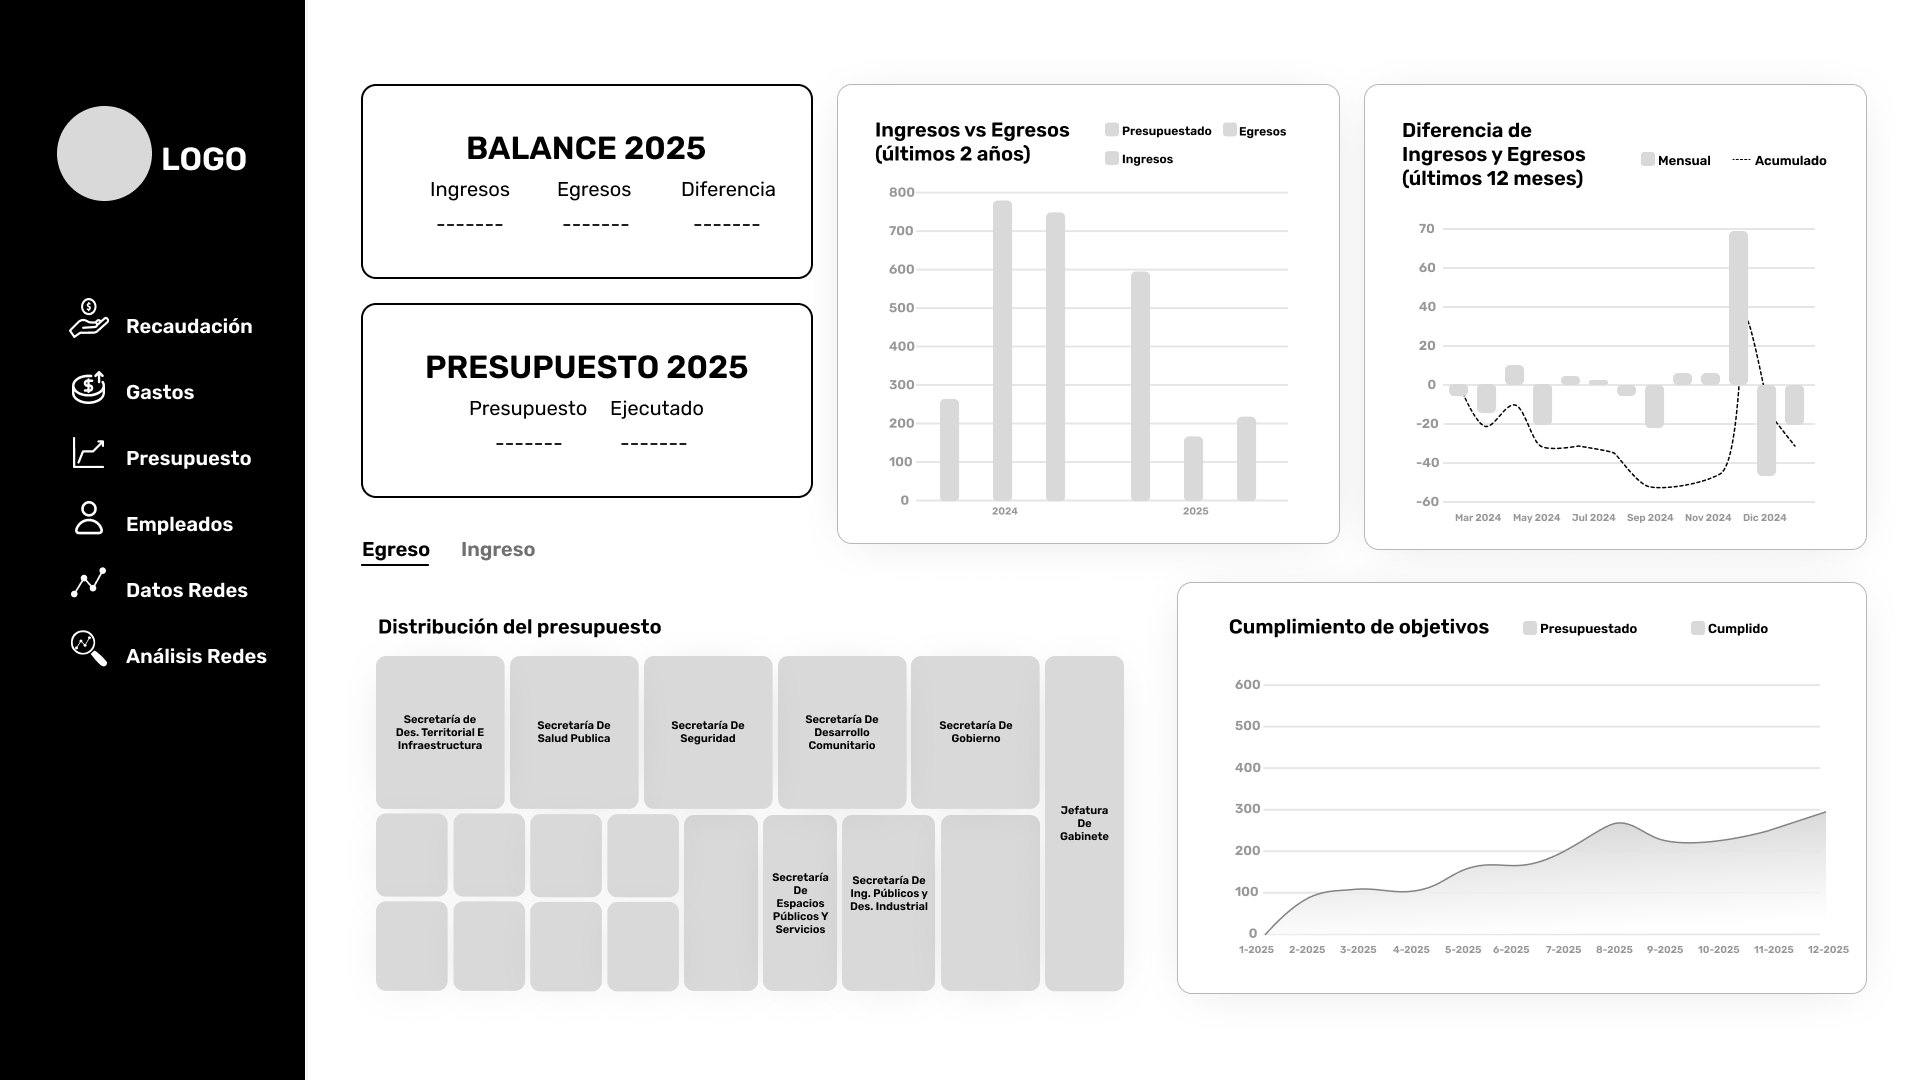 LOGO
Recaudación
Gastos
Presupuesto
Empleados
Datos Redes
Análisis Redes
BALANCE 2025
Ingresos Egresos Diferencia
------- ------- -------
PRESUPUESTO 2025
Presupuesto Ejecutado
------- -------
Ingresos vs Egresos
(últimos 2 años)
Presupuestado Egresos
Ingresos
800
700
600
500
400
300
200
100
0
2024 2025
Diferencia de
Ingresos y Egresos
(últimos 12 meses)
Mensual Acumulado
70
60
40
20
0
-20
-40
-60
Mar 2024 May 2024 Jul 2024 Sep 2024 Nov 2024 Dic 2024
Egreso Ingreso
Distribución del presupuesto
Secretaría de
Des. Territorial E
Infraestructura
Secretaría De
Salud Publica
Secretaría De
Seguridad
Secretaría De
Desarrollo
Comunitario
Secretaría De
Gobierno
Jefatura
De
Gabinete
Secretaría
De
Espacios
Públicos Y
Servicios
Secretaría De
Ing. Públicos y
Des. Industrial
Cumplimiento de objetivos
Presupuestado Cumplido
600
500
400
300
200
100
0
1-2025 2-2025 3-2025 4-2025 5-2025 6-2025 7-2025 8-2025 9-2025 10-2025 11-2025 12-2025